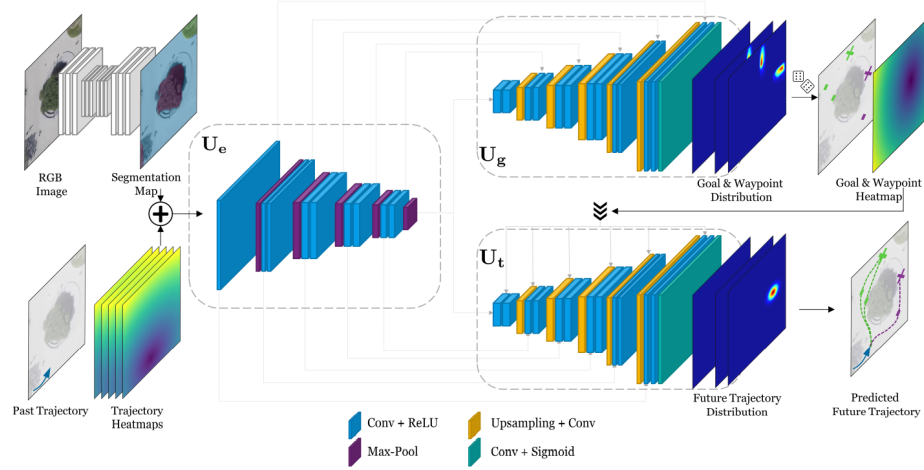 RGB
Image
Segmentation
Map
U_e
U_g
Goal & Waypoint
Distribution
Goal & Waypoint
Heatmap
U_t
Past Trajectory
Trajectory
Heatmaps
Future Trajectory
Distribution
Predicted
Future Trajectory
Conv + ReLU
Upsampling + Conv
Max-Pool
Conv + Sigmoid